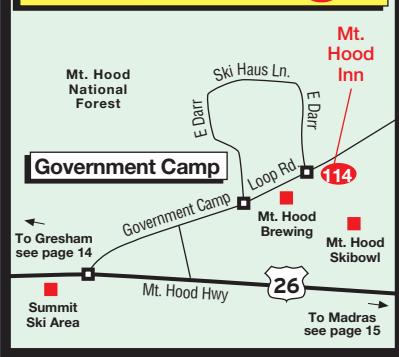 Mt.
Hood
Inn
Mt. Hood
National
Forest
Ski Haus Ln.
E Darr
E Darr
Government Camp
Loop Rd.
114
Government Camp
Mt. Hood
Brewing
Mt. Hood
Skibowl
To Gresham
see page 14
Mt. Hood Hwy
26
Summit
Ski Area
To Madras
see page 15